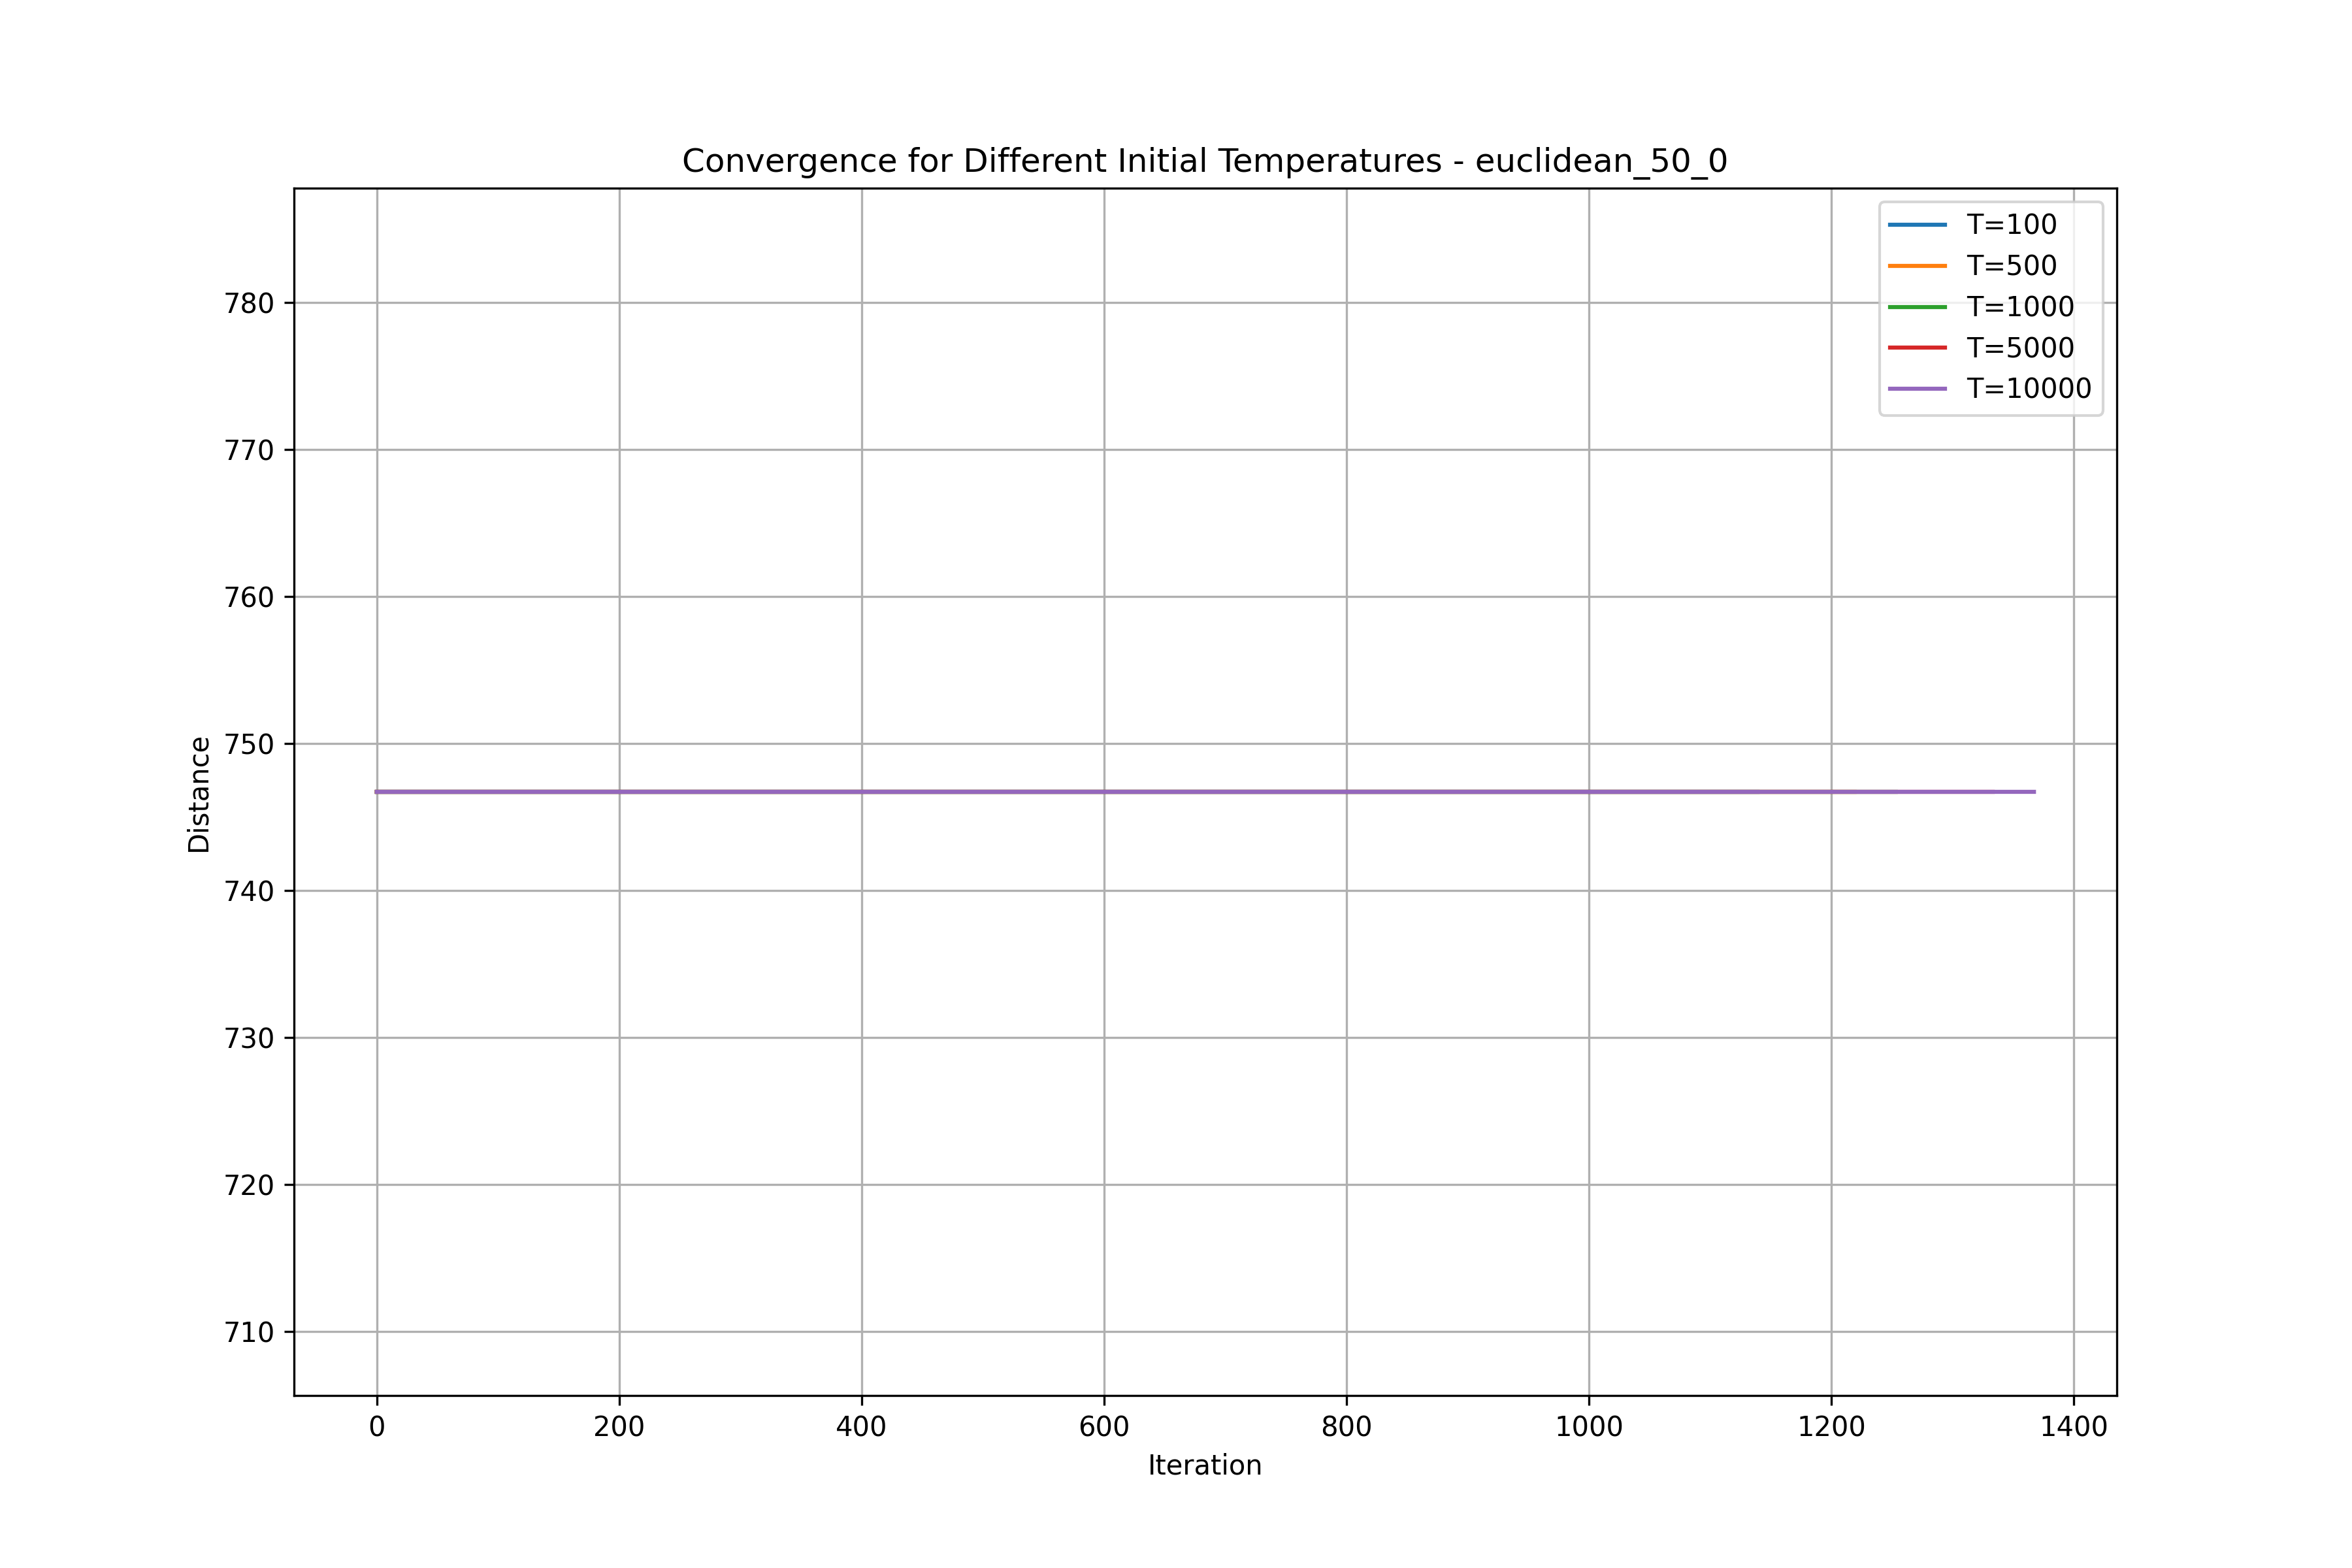 Convergence for Different Initial Temperatures - euclidean_50_0
T=100
T=500
T=1000
T=5000
T=10000
780
770
760
750
740
730
720
710
Distance
0 200 400 600 800 1000 1200 1400
Iteration